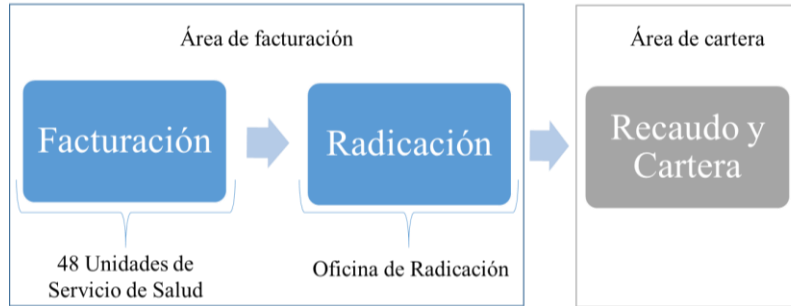 Área de facturación
Área de cartera
Facturación
Radicación
Recaudo y
Cartera
48 Unidades de
Servicio de Salud
Oficina de Radicación